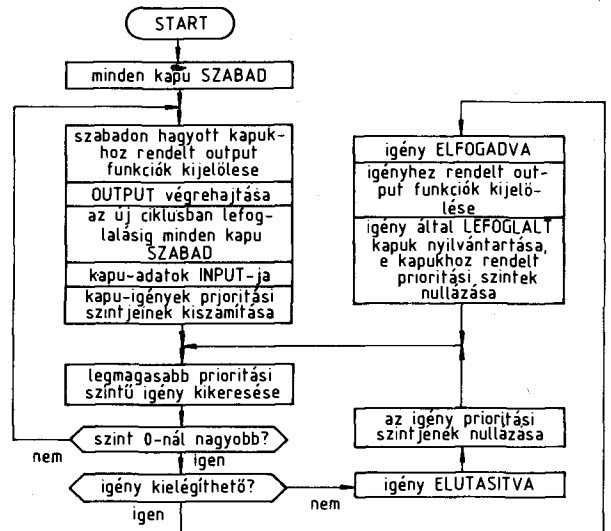 START
minden kapu SZABAD
szabadon hagyott kapuk-
hoz rendelt output
funkciók kijelölese
OUTPUT végrehajtása
az új ciklusban lefog-
lalásig minden kapu
SZABAD
kapu-adatok INPUT-ja
kapu-igények prjoritási
szintjeinek kiszámítása
legmagasabb prioritási
szintű igény kikeresése
szint 0-nál nagyobb?
nem
igen
igény kielégíthető?
igen
nem
igény ELFOGADVA
igényhez rendelt out-
put funkciók kijelö-
lése
igény által LEFOGLALT
kapuk nyilvántartása,
e kapukhoz rendelt
prioritási szintek
nullázása
az igény prioritási
szintjének nullázása
igény ELUTASITVA